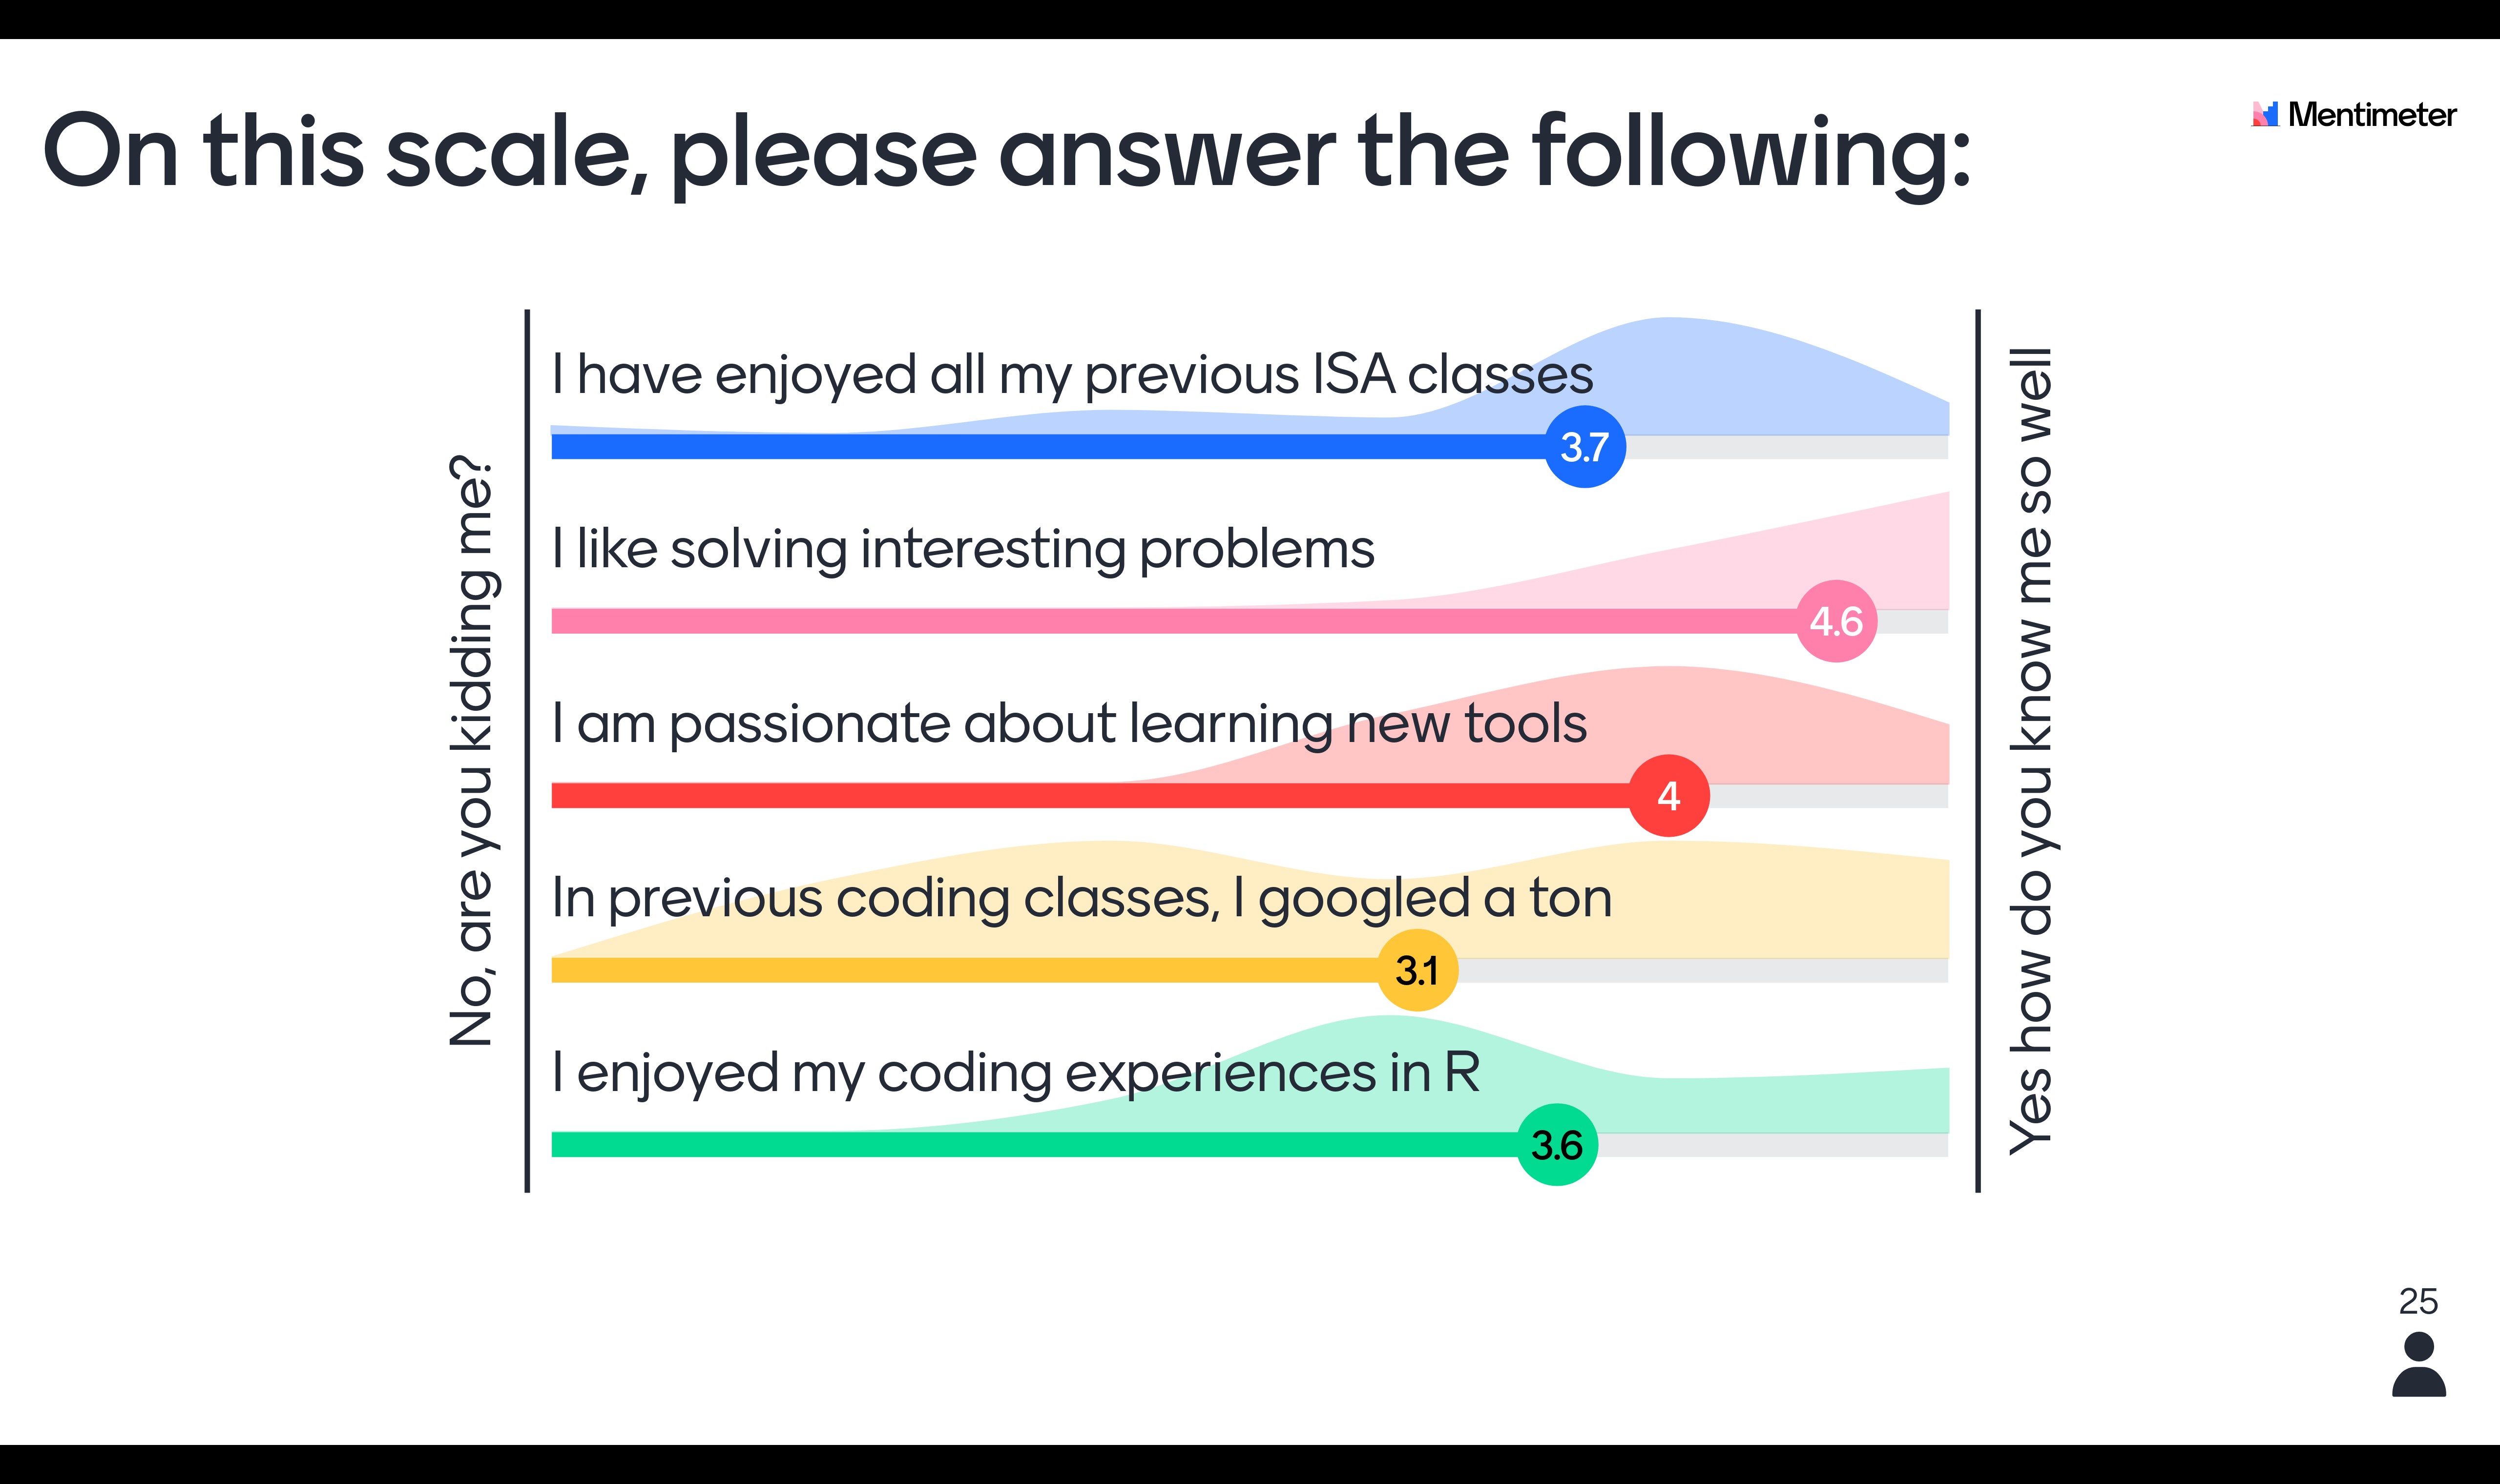 On this scale, please answer the following:
Mentimeter
No, are you kidding me?
I have enjoyed all my previous ISA classes
3.7
I like solving interesting problems
4.6
I am passionate about learning new tools
4
In previous coding classes, I googled a ton
3.1
I enjoyed my coding experiences in R
3.6
Yes how do you know me so well
25